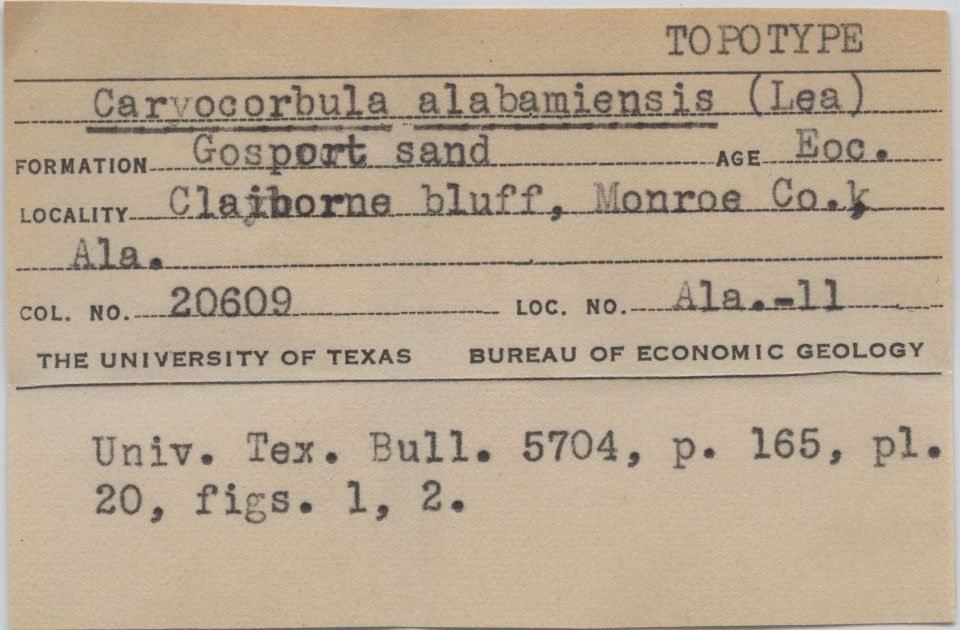 TOPOTYPE
Caryocorbula alabamiensis (Lea)
FORMATION Gosport sand AGE Eoc.
LOCALITY Claiborne bluff, Monroe Co.,
Ala.
COL. NO. 20609 LOC. NO. Ala.-11
THE UNIVERSITY OF TEXAS BUREAU OF ECONOMIC GEOLOGY
Univ. Tex. Bull. 5704, p. 165, pl.
20, figs. 1, 2.